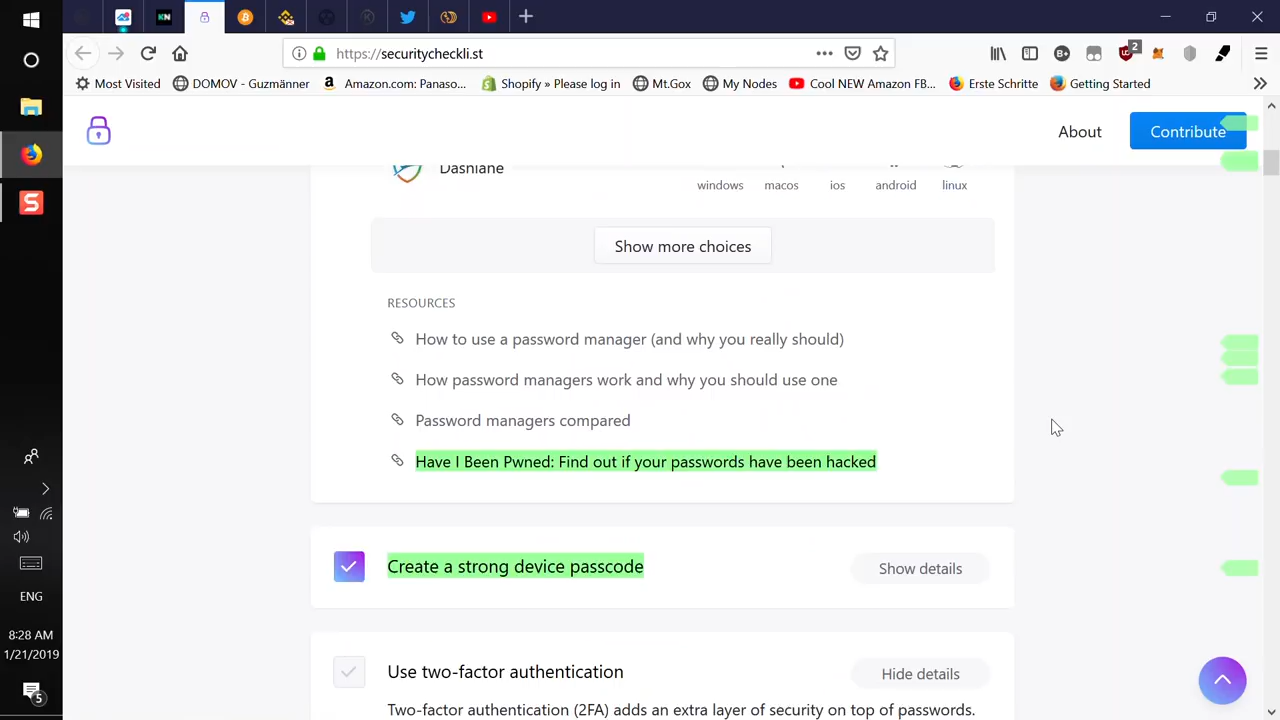 https://securitycheckli.st
2
Most Visited
DOMOV - Guzmänner
Amazon.com: Panaso...
Shopify » Please log in
Mt.Gox
My Nodes
Cool NEW Amazon FB...
Erste Schritte
Getting Started
About
Contribute
Dashlane
windows
macos
ios
android
linux
Show more choices
RESOURCES
How to use a password manager (and why you really should)
How password managers work and why you should use one
Password managers compared
Have I Been Pwned: Find out if your passwords have been hacked
Create a strong device passcode
Show details
Use two-factor authentication
Hide details
Two-factor authentication (2FA) adds an extra layer of security on top of passwords.
ENG
8:28 AM
1/21/2019
5